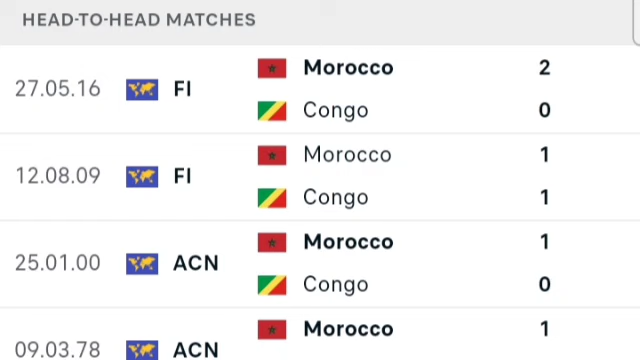 HEAD-TO-HEAD MATCHES
27.05.16 FI Morocco 2
Congo 0
12.08.09 FI Morocco 1
Congo 1
25.01.00 ACN Morocco 1
Congo 0
09.03.78 ACN Morocco 1